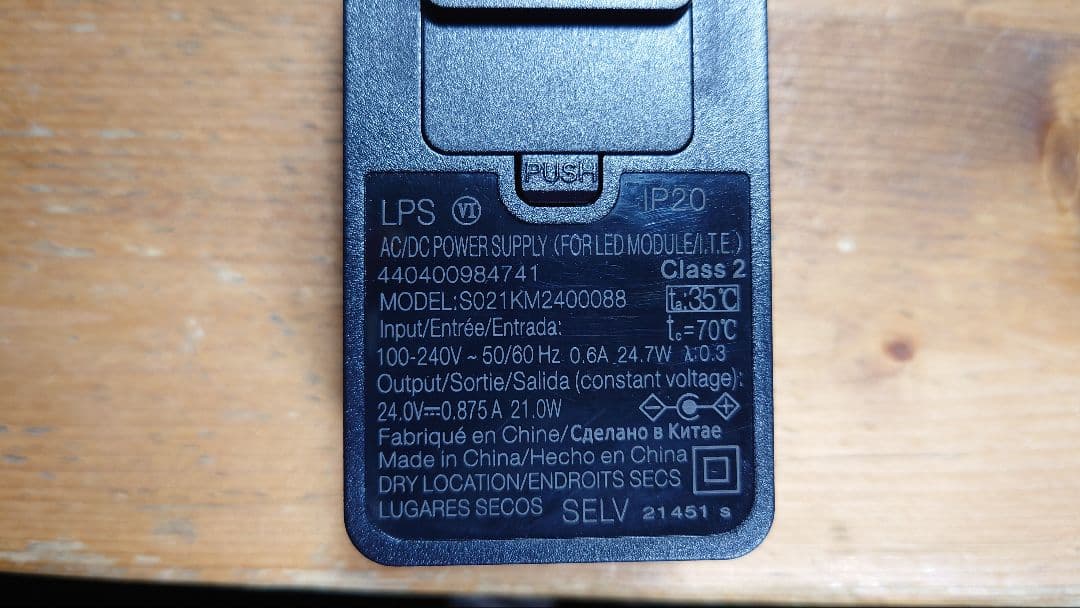 PUSH
LPS VI IP20
AC/DC POWER SUPPLY (FOR LED MODULE/I.T.E.)
440400984741 Class 2
MODEL:S021KM2400088 ta:35℃
Input/Entrée/Entrada: tc=70℃
100-240V ~ 50/60 Hz 0.6A 24.7W λ:0.3
Output/Sortie/Salida (constant voltage):
24.0V⎓0.875 A 21.0W
Fabriqué en Chine/Сделано в Китае
Made in China/Hecho en China
DRY LOCATION/ENDROITS SECS
LUGARES SECOS SELV 21451 s